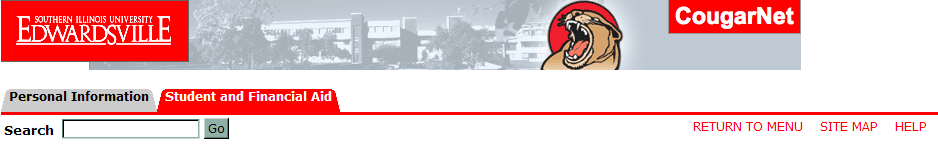 SOUTHERN ILLINOIS UNIVERSITY
EDWARDSVILLE
CougarNet
Personal Information
Student and Financial Aid
Search
Go
RETURN TO MENU
SITE MAP
HELP